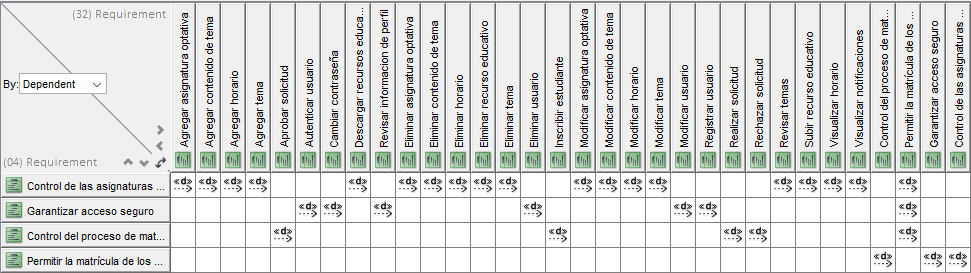 (32) Requirement
By: Dependent
(04) Requirement
Agregar asignatura optativa
Agregar contenido de tema
Agregar horario
Agregar tema
Aprobar solicitud
Autenticar usuario
Cambiar contraseña
Descargar recursos educa...
Revisar informacion de perfil
Eliminar asignatura optativa
Eliminar contenido de tema
Eliminar horario
Eliminar recurso educativo
Eliminar tema
Eliminar usuario
Inscribir estudiante
Modificar asignatura optativa
Modificar contenido de tema
Modificar horario
Modificar tema
Modificar usuario
Registrar usuario
Realizar solicitud
Rechazar solicitud
Revisar temas
Subir recurso educativo
Visualizar horario
Visualizar notificaciones
Control del proceso de mat...
Permitir la matrícula de los ...
Garantizar acceso seguro
Control de las asignaturas ...
Control de las asignaturas ...
«d» «d» «d» «d» «d» «d» «d» «d» «d» «d» «d» «d» «d» «d» «d»
Garantizar acceso seguro
«d» «d» «d» «d» «d» «d» «d»
Control del proceso de mat...
«d» «d» «d» «d» «d»
Permitir la matrícula de los ...
«d» «d» «d»